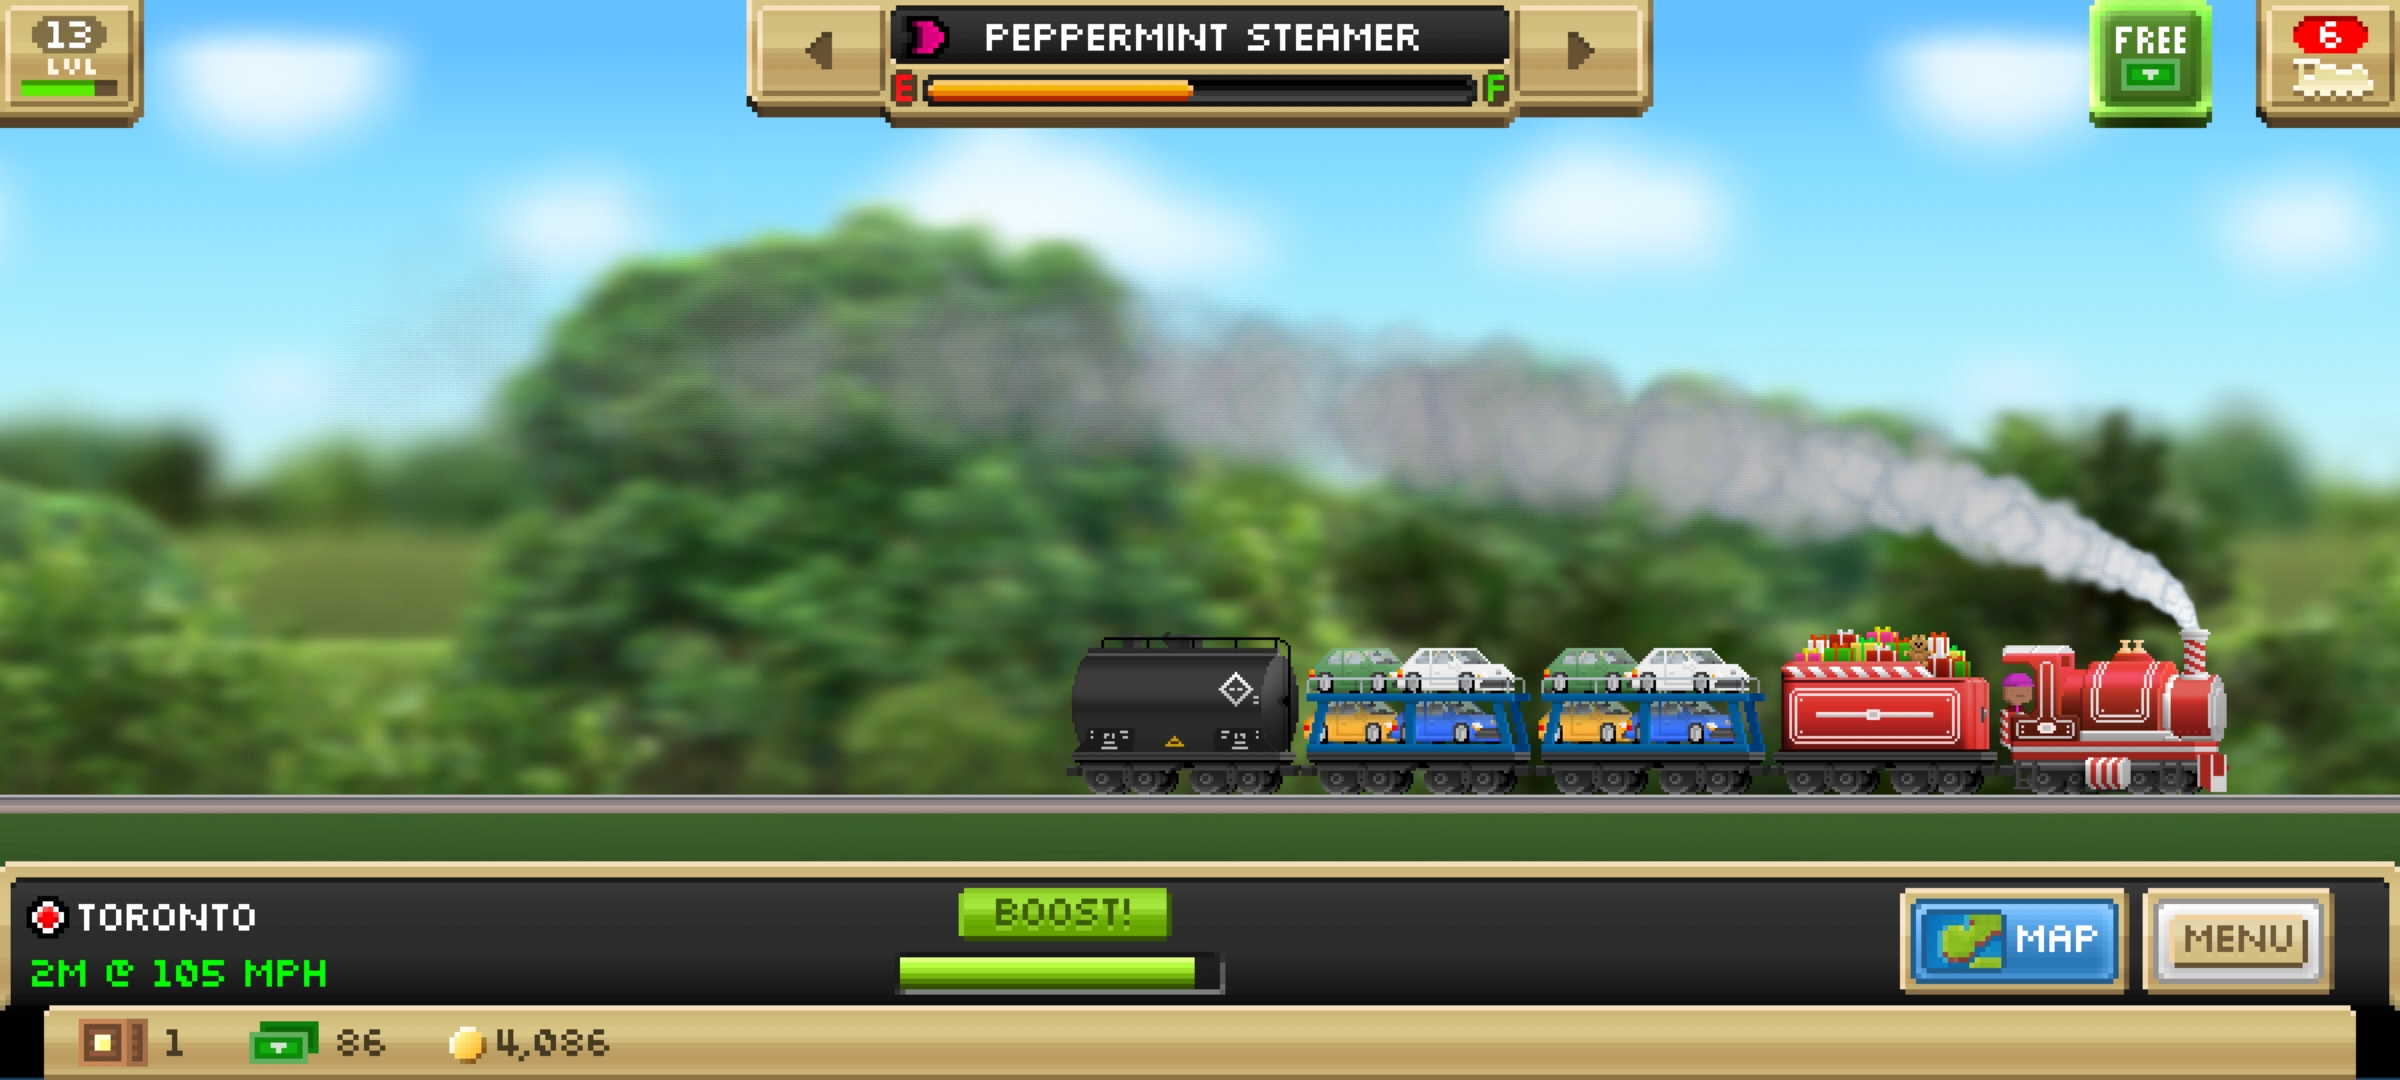 13
LVL
PEPPERMINT STEAMER
E
F
FREE
6
TORONTO
2M @ 105 MPH
BOOST!
MAP
MENU
1
86
4,086